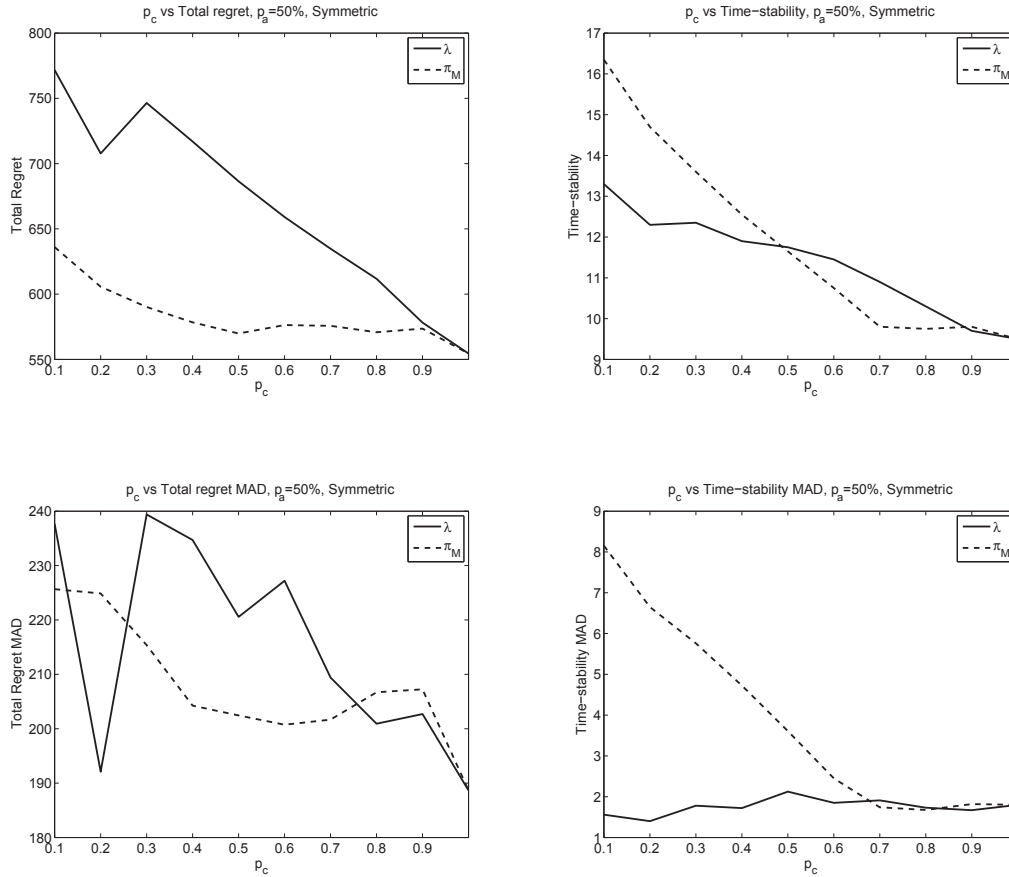 p_c vs Total regret, p_a=50%, Symmetric
800
750
700
650
600
550
Total Regret
0.1 0.2 0.3 0.4 0.5 0.6 0.7 0.8 0.9
p_c
λ
π_M
p_c vs Time−stability, p_a=50%, Symmetric
17
16
15
14
13
12
11
10
9
Time−stability
0.1 0.2 0.3 0.4 0.5 0.6 0.7 0.8 0.9
p_c
λ
π_M
p_c vs Total regret MAD, p_a=50%, Symmetric
240
230
220
210
200
190
180
Total Regret MAD
0.1 0.2 0.3 0.4 0.5 0.6 0.7 0.8 0.9
p_c
λ
π_M
p_c vs Time−stability MAD, p_a=50%, Symmetric
9
8
7
6
5
4
3
2
1
Time−stability MAD
0.1 0.2 0.3 0.4 0.5 0.6 0.7 0.8 0.9
p_c
λ
π_M